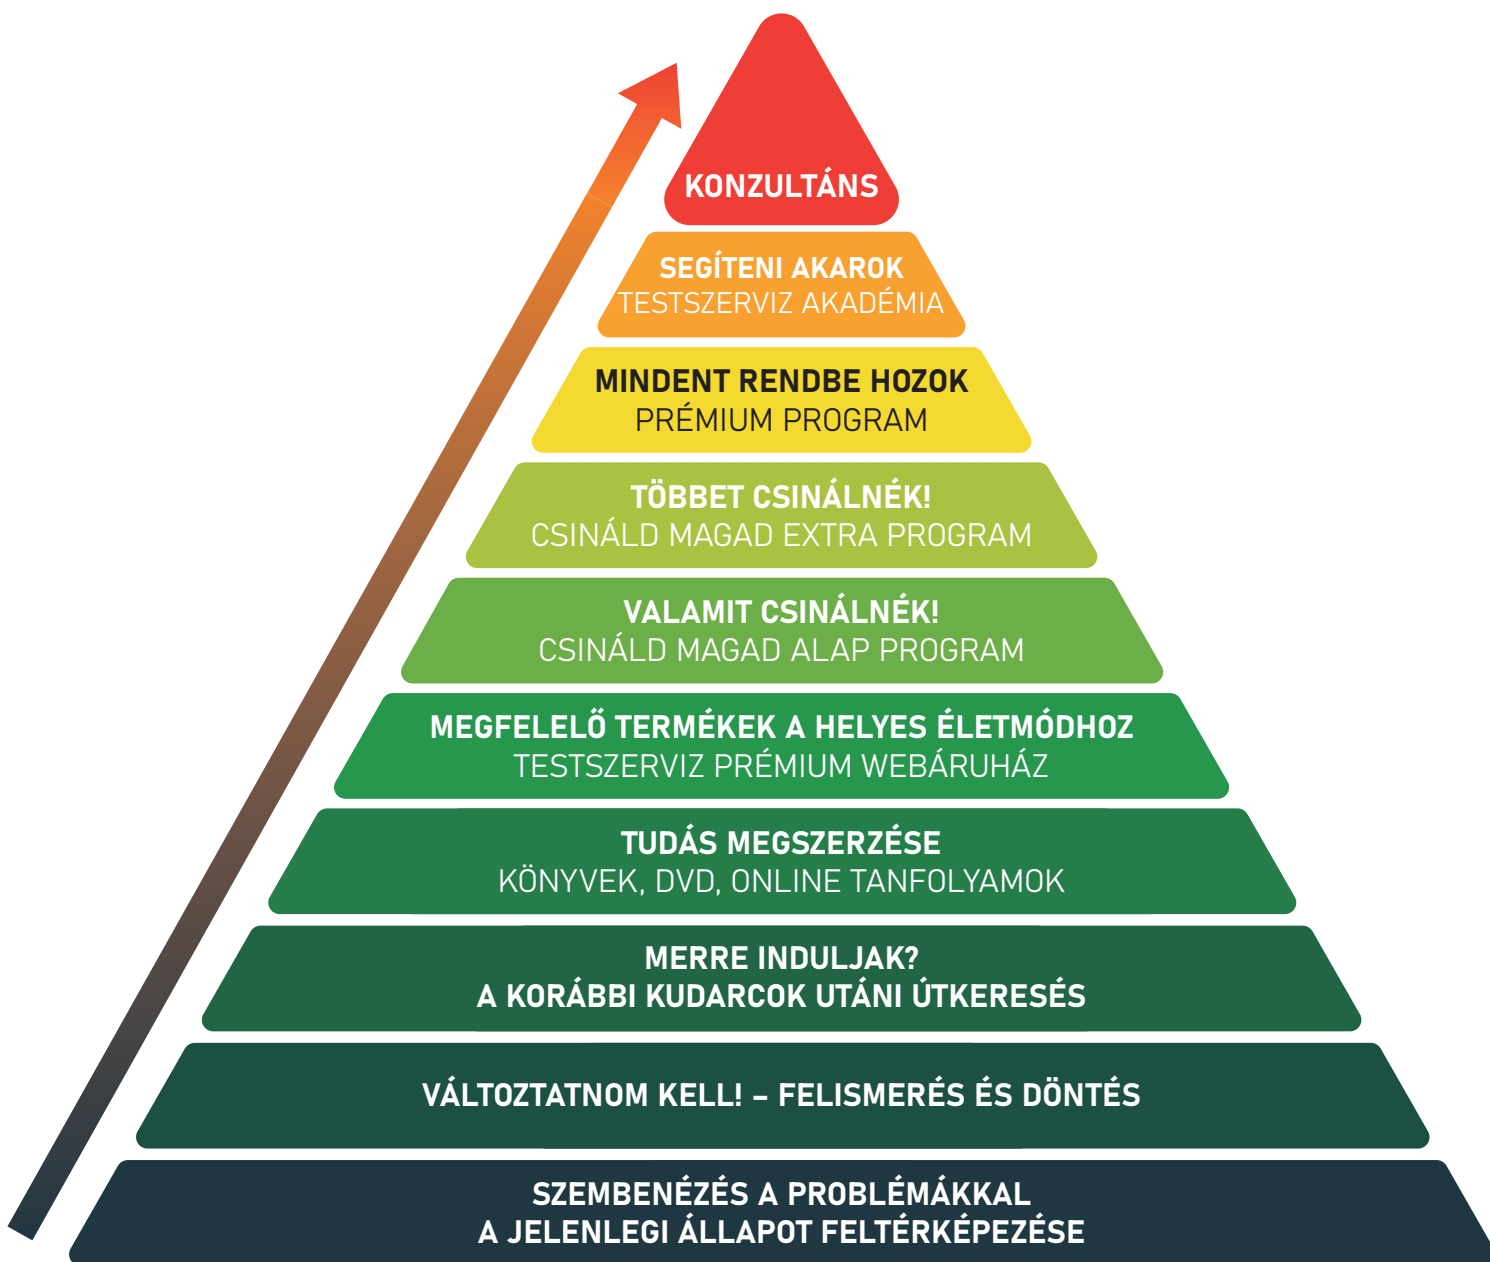 KONZULTÁNS
SEGÍTENI AKAROK
TESTSZERVIZ AKADÉMIA
MINDENT RENDBE HOZOK
PRÉMIUM PROGRAM
TÖBBET CSINÁLNÉK!
CSINÁLD MAGAD EXTRA PROGRAM
VALAMIT CSINÁLNÉK!
CSINÁLD MAGAD ALAP PROGRAM
MEGFELELŐ TERMÉKEK A HELYES ÉLETMÓDHOZ
TESTSZERVIZ PRÉMIUM WEBÁRUHÁZ
TUDÁS MEGSZERZÉSE
KÖNYVEK, DVD, ONLINE TANFOLYAMOK
MERRE INDULJAK?
A KORÁBBI KUDARCOK UTÁNI ÚTKERESÉS
VÁLTOZTATNOM KELL! – FELISMERÉS ÉS DÖNTÉS
SZEMBENÉZÉS A PROBLÉMÁKKAL
A JELENLEGI ÁLLAPOT FELTÉRKÉPEZÉSE